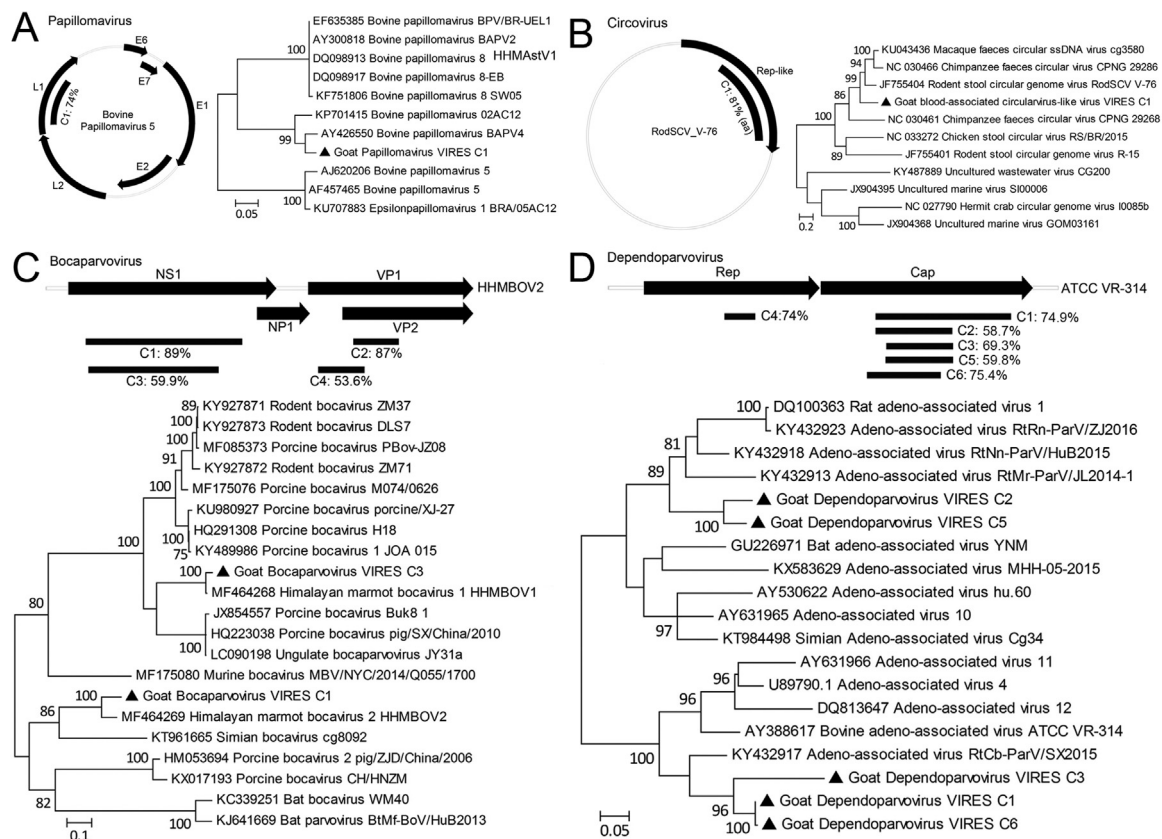 A
Papillomavirus
E6
E7
L1
C1: 74%
E1
Bovine
Papillomavirus 5
E2
L2
EF635385 Bovine papillomavirus BPV/BR-UEL1
AY300818 Bovine papillomavirus BAPV2
DQ098913 Bovine papillomavirus 8 HHMAstV1
100
DQ098917 Bovine papillomavirus 8-EB
KF751806 Bovine papillomavirus 8 SW05
KP701415 Bovine papillomavirus 02AC12
AY426550 Bovine papillomavirus BAPV4
99
▲ Goat Papillomavirus VIRES C1
AJ620206 Bovine papillomavirus 5
AF457465 Bovine papillomavirus 5
100
KU707883 Epsilonpapillomavirus 1 BRA/05AC12
0.05
B
Circovirus
Rep-like
C1: 81% (aa)
RodSCV_V-76
KU043436 Macaque faeces circular ssDNA virus cg3580
94
NC 030466 Chimpanzee faeces circular virus CPNG 29286
99
JF755404 Rodent stool circular genome virus RodSCV V-76
86
▲ Goat blood-associated circularvirus-like virus VIRES C1
100
NC 030461 Chimpanzee faeces circular virus CPNG 29268
NC 033272 Chicken stool circular virus RS/BR/2015
89
JF755401 Rodent stool circular genome virus R-15
KY487889 Uncultured wastewater virus CG200
JX904395 Uncultured marine virus SI00006
NC 027790 Hermit crab circular genome virus I0085b
100
JX904368 Uncultured marine virus GOM03161
0.2
C
Bocaparvovirus
NS1
VP1
HHMBOV2
NP1
VP2
C1: 89%
C2: 87%
C3: 59.9%
C4: 53.6%
89
KY927871 Rodent bocavirus ZM37
100
KY927873 Rodent bocavirus DLS7
100
MF085373 Porcine bocavirus PBov-JZ08
91
KY927872 Rodent bocavirus ZM71
100
MF175076 Porcine bocavirus M074/0626
KU980927 Porcine bocavirus porcine/XJ-27
100
HQ291308 Porcine bocavirus H18
100
75
KY489986 Porcine bocavirus 1 JOA 015
100
▲ Goat Bocaparvovirus VIRES C3
MF464268 Himalayan marmot bocavirus 1 HHMBOV1
JX854557 Porcine bocavirus Buk8 1
HQ223038 Porcine bocavirus pig/SX/China/2010
80
100
LC090198 Ungulate bocaparvovirus JY31a
MF175080 Murine bocavirus MBV/NYC/2014/Q055/1700
100
▲ Goat Bocaparvovirus VIRES C1
86
MF464269 Himalayan marmot bocavirus 2 HHMBOV2
KT961665 Simian bocavirus cg8092
100
HM053694 Porcine bocavirus 2 pig/ZJD/China/2006
KX017193 Porcine bocavirus CH/HNZM
82
KC339251 Bat bocavirus WM40
100
KJ641669 Bat parvovirus BtMf-BoV/HuB2013
0.1
D
Dependoparvovirus
Rep
Cap
ATCC VR-314
C4:74%
C1: 74.9%
C2: 58.7%
C3: 69.3%
C5: 59.8%
C6: 75.4%
100
DQ100363 Rat adeno-associated virus 1
KY432923 Adeno-associated virus RtRn-ParV/ZJ2016
81
KY432918 Adeno-associated virus RtNn-ParV/HuB2015
89
KY432913 Adeno-associated virus RtMr-ParV/JL2014-1
▲ Goat Dependoparvovirus VIRES C2
100
▲ Goat Dependoparvovirus VIRES C5
GU226971 Bat adeno-associated virus YNM
KX583629 Adeno-associated virus MHH-05-2015
AY530622 Adeno-associated virus hu.60
AY631965 Adeno-associated virus 10
97
KT984498 Simian Adeno-associated virus Cg34
AY631966 Adeno-associated virus 11
96
U89790.1 Adeno-associated virus 4
96
DQ813647 Adeno-associated virus 12
AY388617 Bovine adeno-associated virus ATCC VR-314
100
KY432917 Adeno-associated virus RtCb-ParV/SX2015
▲ Goat Dependoparvovirus VIRES C3
96
▲ Goat Dependoparvovirus VIRES C1
100
▲ Goat Dependoparvovirus VIRES C6
0.05